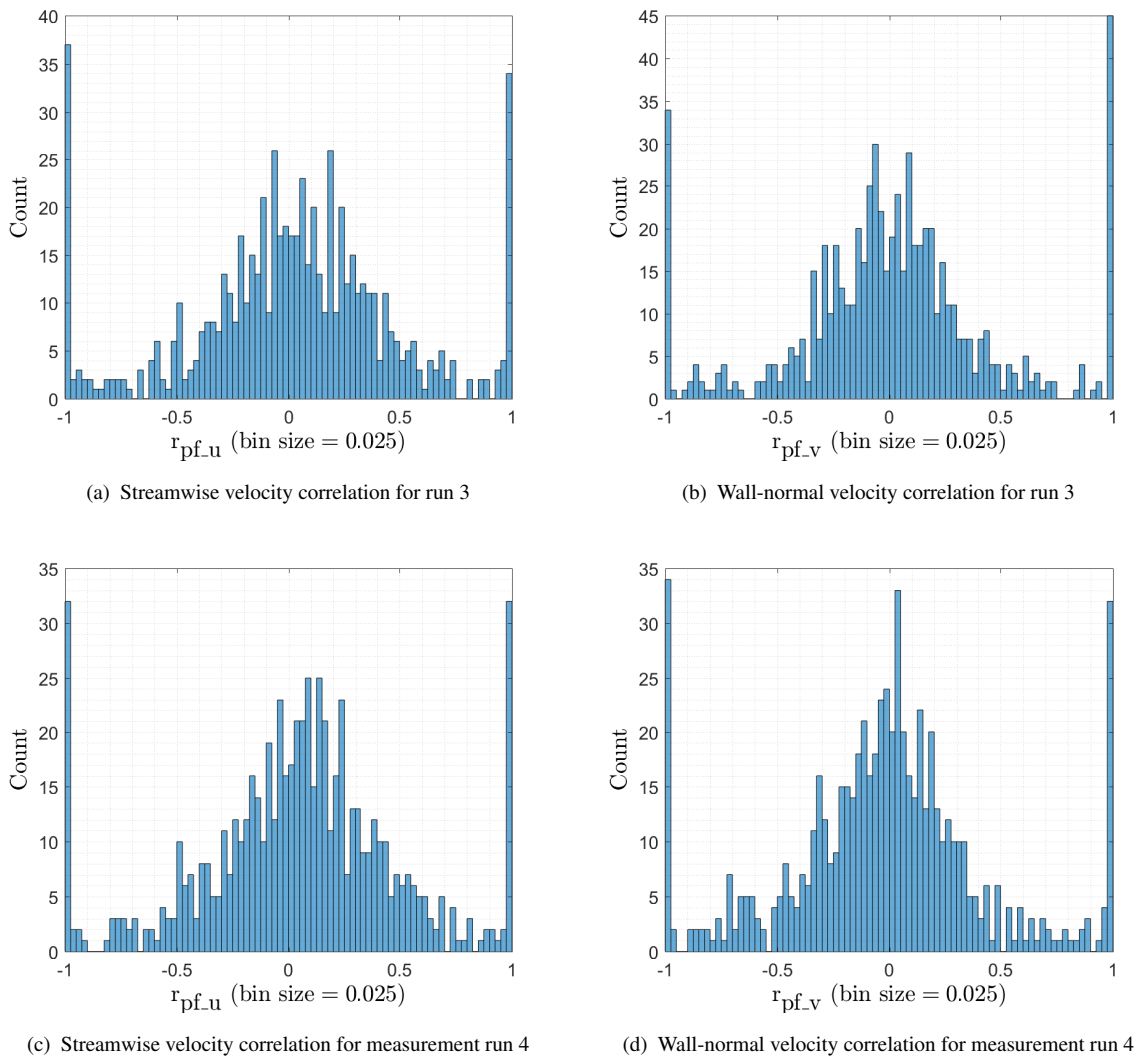 40
35
30
25
20
15
10
5
0
Count
-1 -0.5 0 0.5 1
r_pf_u (bin size = 0.025)
(a) Streamwise velocity correlation for run 3
45
40
35
30
25
20
15
10
5
0
Count
-1 -0.5 0 0.5 1
r_pf_v (bin size = 0.025)
(b) Wall-normal velocity correlation for run 3
35
30
25
20
15
10
5
0
Count
-1 -0.5 0 0.5 1
r_pf_u (bin size = 0.025)
(c) Streamwise velocity correlation for measurement run 4
35
30
25
20
15
10
5
0
Count
-1 -0.5 0 0.5 1
r_pf_v (bin size = 0.025)
(d) Wall-normal velocity correlation for measurement run 4